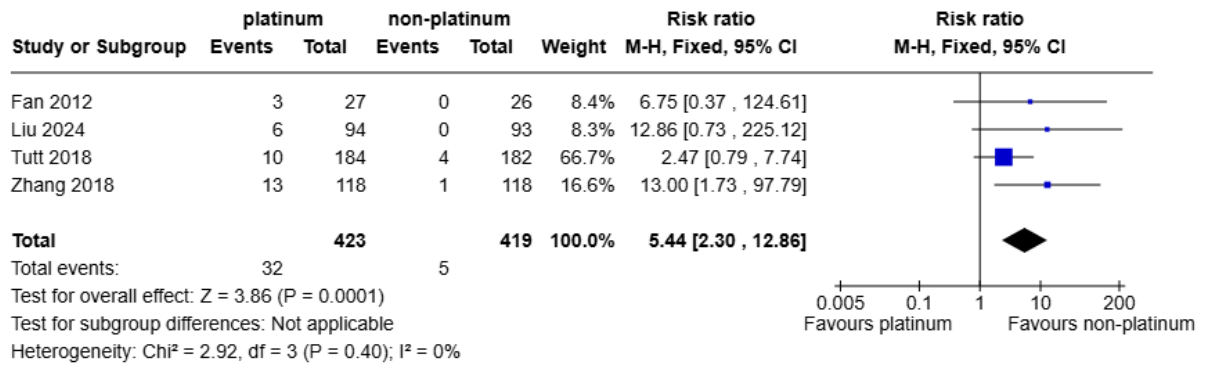 platinum non-platinum Risk ratio Risk ratio
Study or Subgroup Events Total Events Total Weight M-H, Fixed, 95% CI M-H, Fixed, 95% CI
Fan 2012 3 27 0 26 8.4% 6.75 [0.37 , 124.61]
Liu 2024 6 94 0 93 8.3% 12.86 [0.73 , 225.12]
Tutt 2018 10 184 4 182 66.7% 2.47 [0.79 , 7.74]
Zhang 2018 13 118 1 118 16.6% 13.00 [1.73 , 97.79]
Total 423 419 100.0% 5.44 [2.30 , 12.86]
Total events: 32 5
Test for overall effect: Z = 3.86 (P = 0.0001)
0.005 0.1 1 10 200
Test for subgroup differences: Not applicable
Favours platinum Favours non-platinum
Heterogeneity: Chi² = 2.92, df = 3 (P = 0.40); I² = 0%